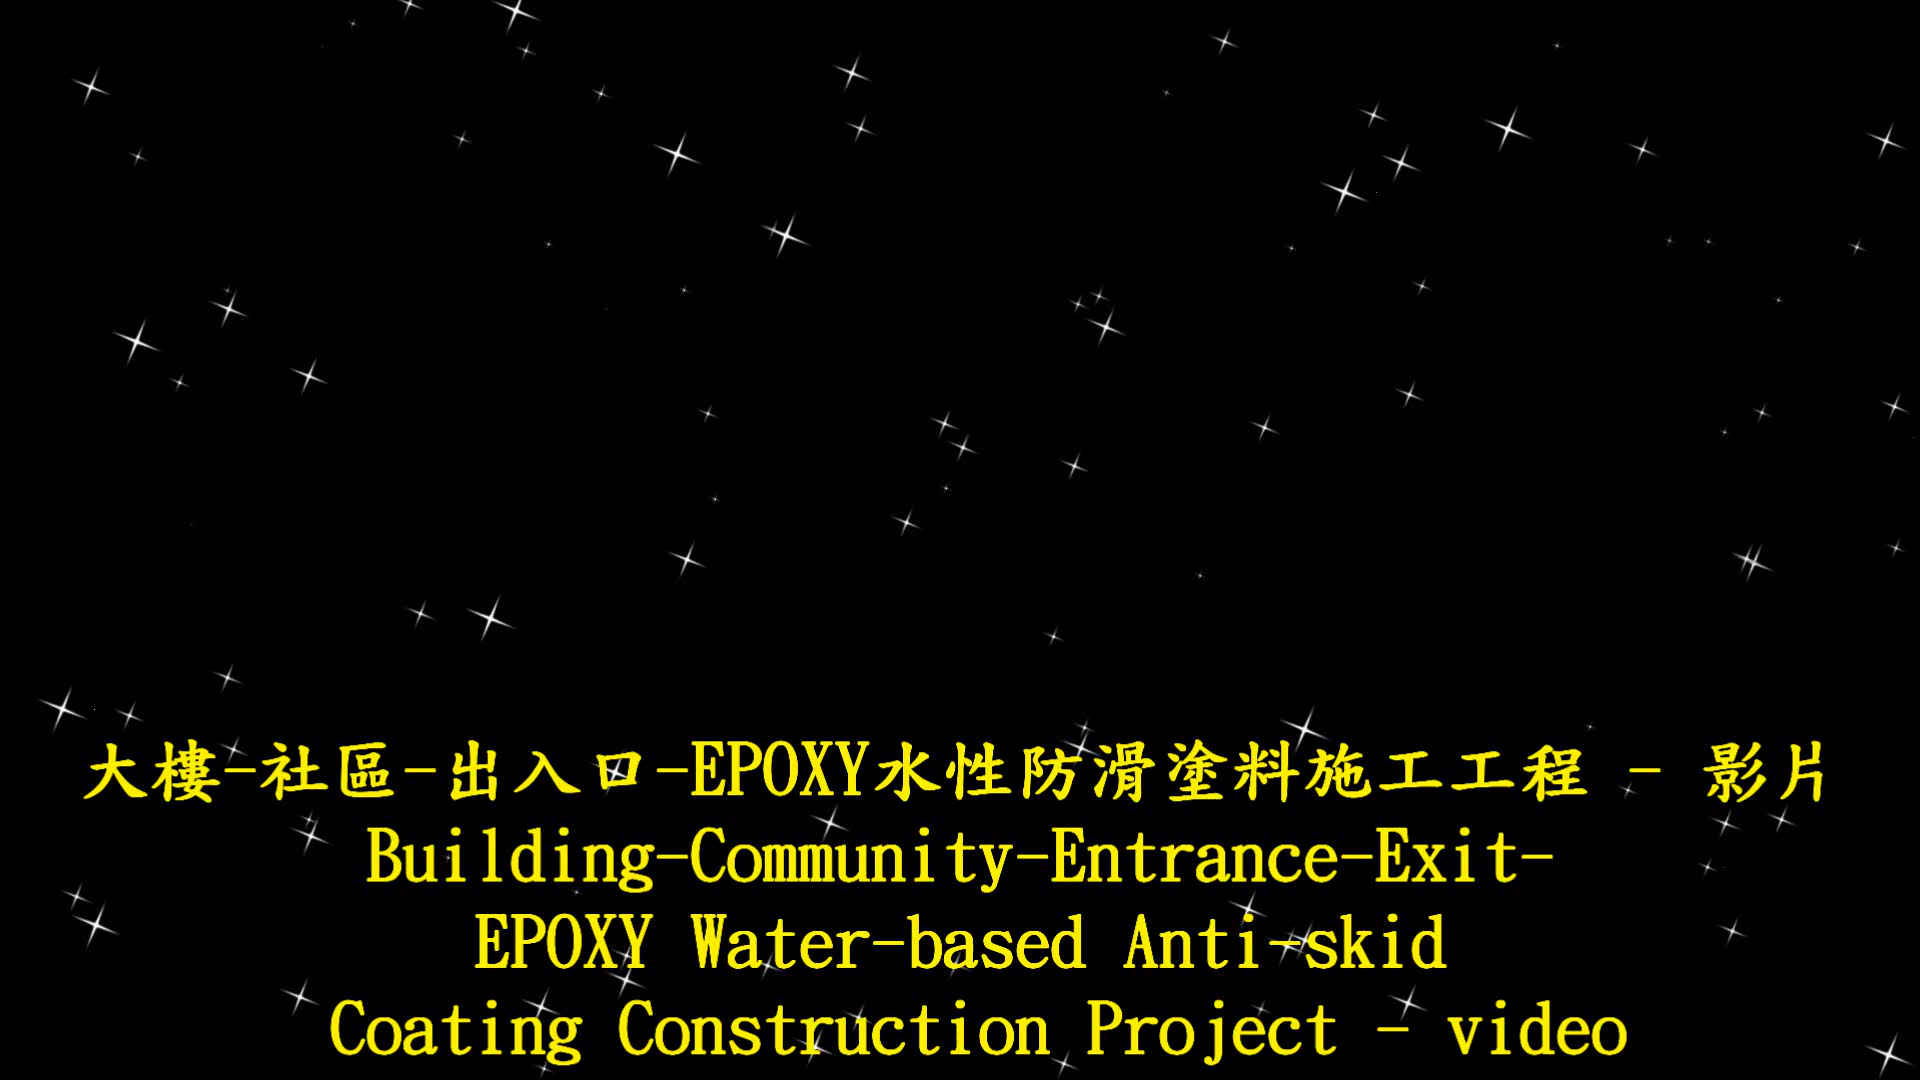 大樓-社區-出入口-EPOXY水性防滑塗料施工工程 - 影片
Building-Community-Entrance-Exit-
EPOXY Water-based Anti-skid
Coating Construction Project - video